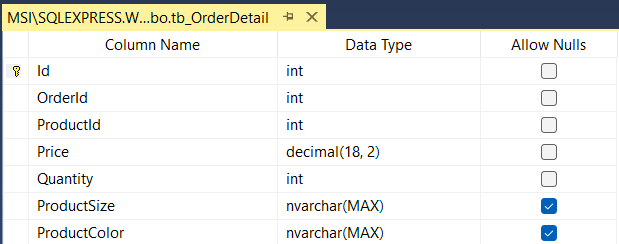 MSI\SQLEXPRESS.W...bo.tb_OrderDetail
Column Name Data Type Allow Nulls
Id int
OrderId int
ProductId int
Price decimal(18, 2)
Quantity int
ProductSize nvarchar(MAX)
ProductColor nvarchar(MAX)